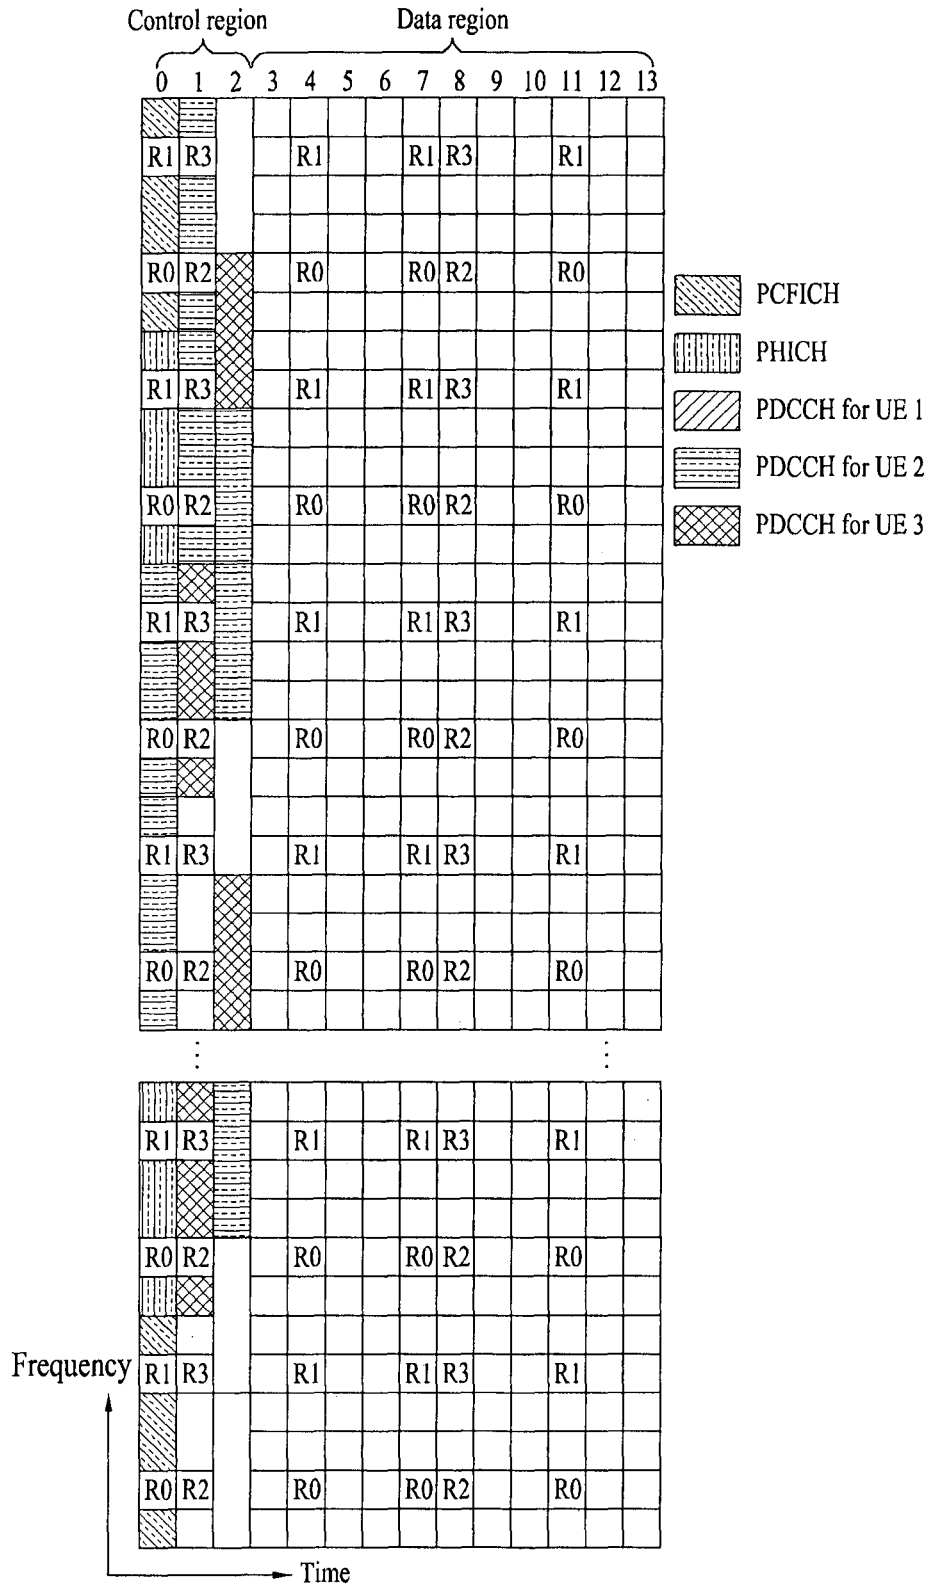 Control region Data region
0 1 2 3 4 5 6 7 8 9 10 11 12 13
R1 R3 R1 R1 R3 R1
R0 R2 R0 R0 R2 R0
PCFICH
PHICH
R1 R3 R1 R1 R3 R1
PDCCH for UE 1
PDCCH for UE 2
R0 R2 R0 R0 R2 R0
PDCCH for UE 3
R1 R3 R1 R1 R3 R1
R0 R2 R0 R0 R2 R0
R1 R3 R1 R1 R3 R1
R0 R2 R0 R0 R2 R0
R1 R3 R1 R1 R3 R1
R0 R2 R0 R0 R2 R0
Frequency
R1 R3 R1 R1 R3 R1
R0 R2 R0 R0 R2 R0
Time